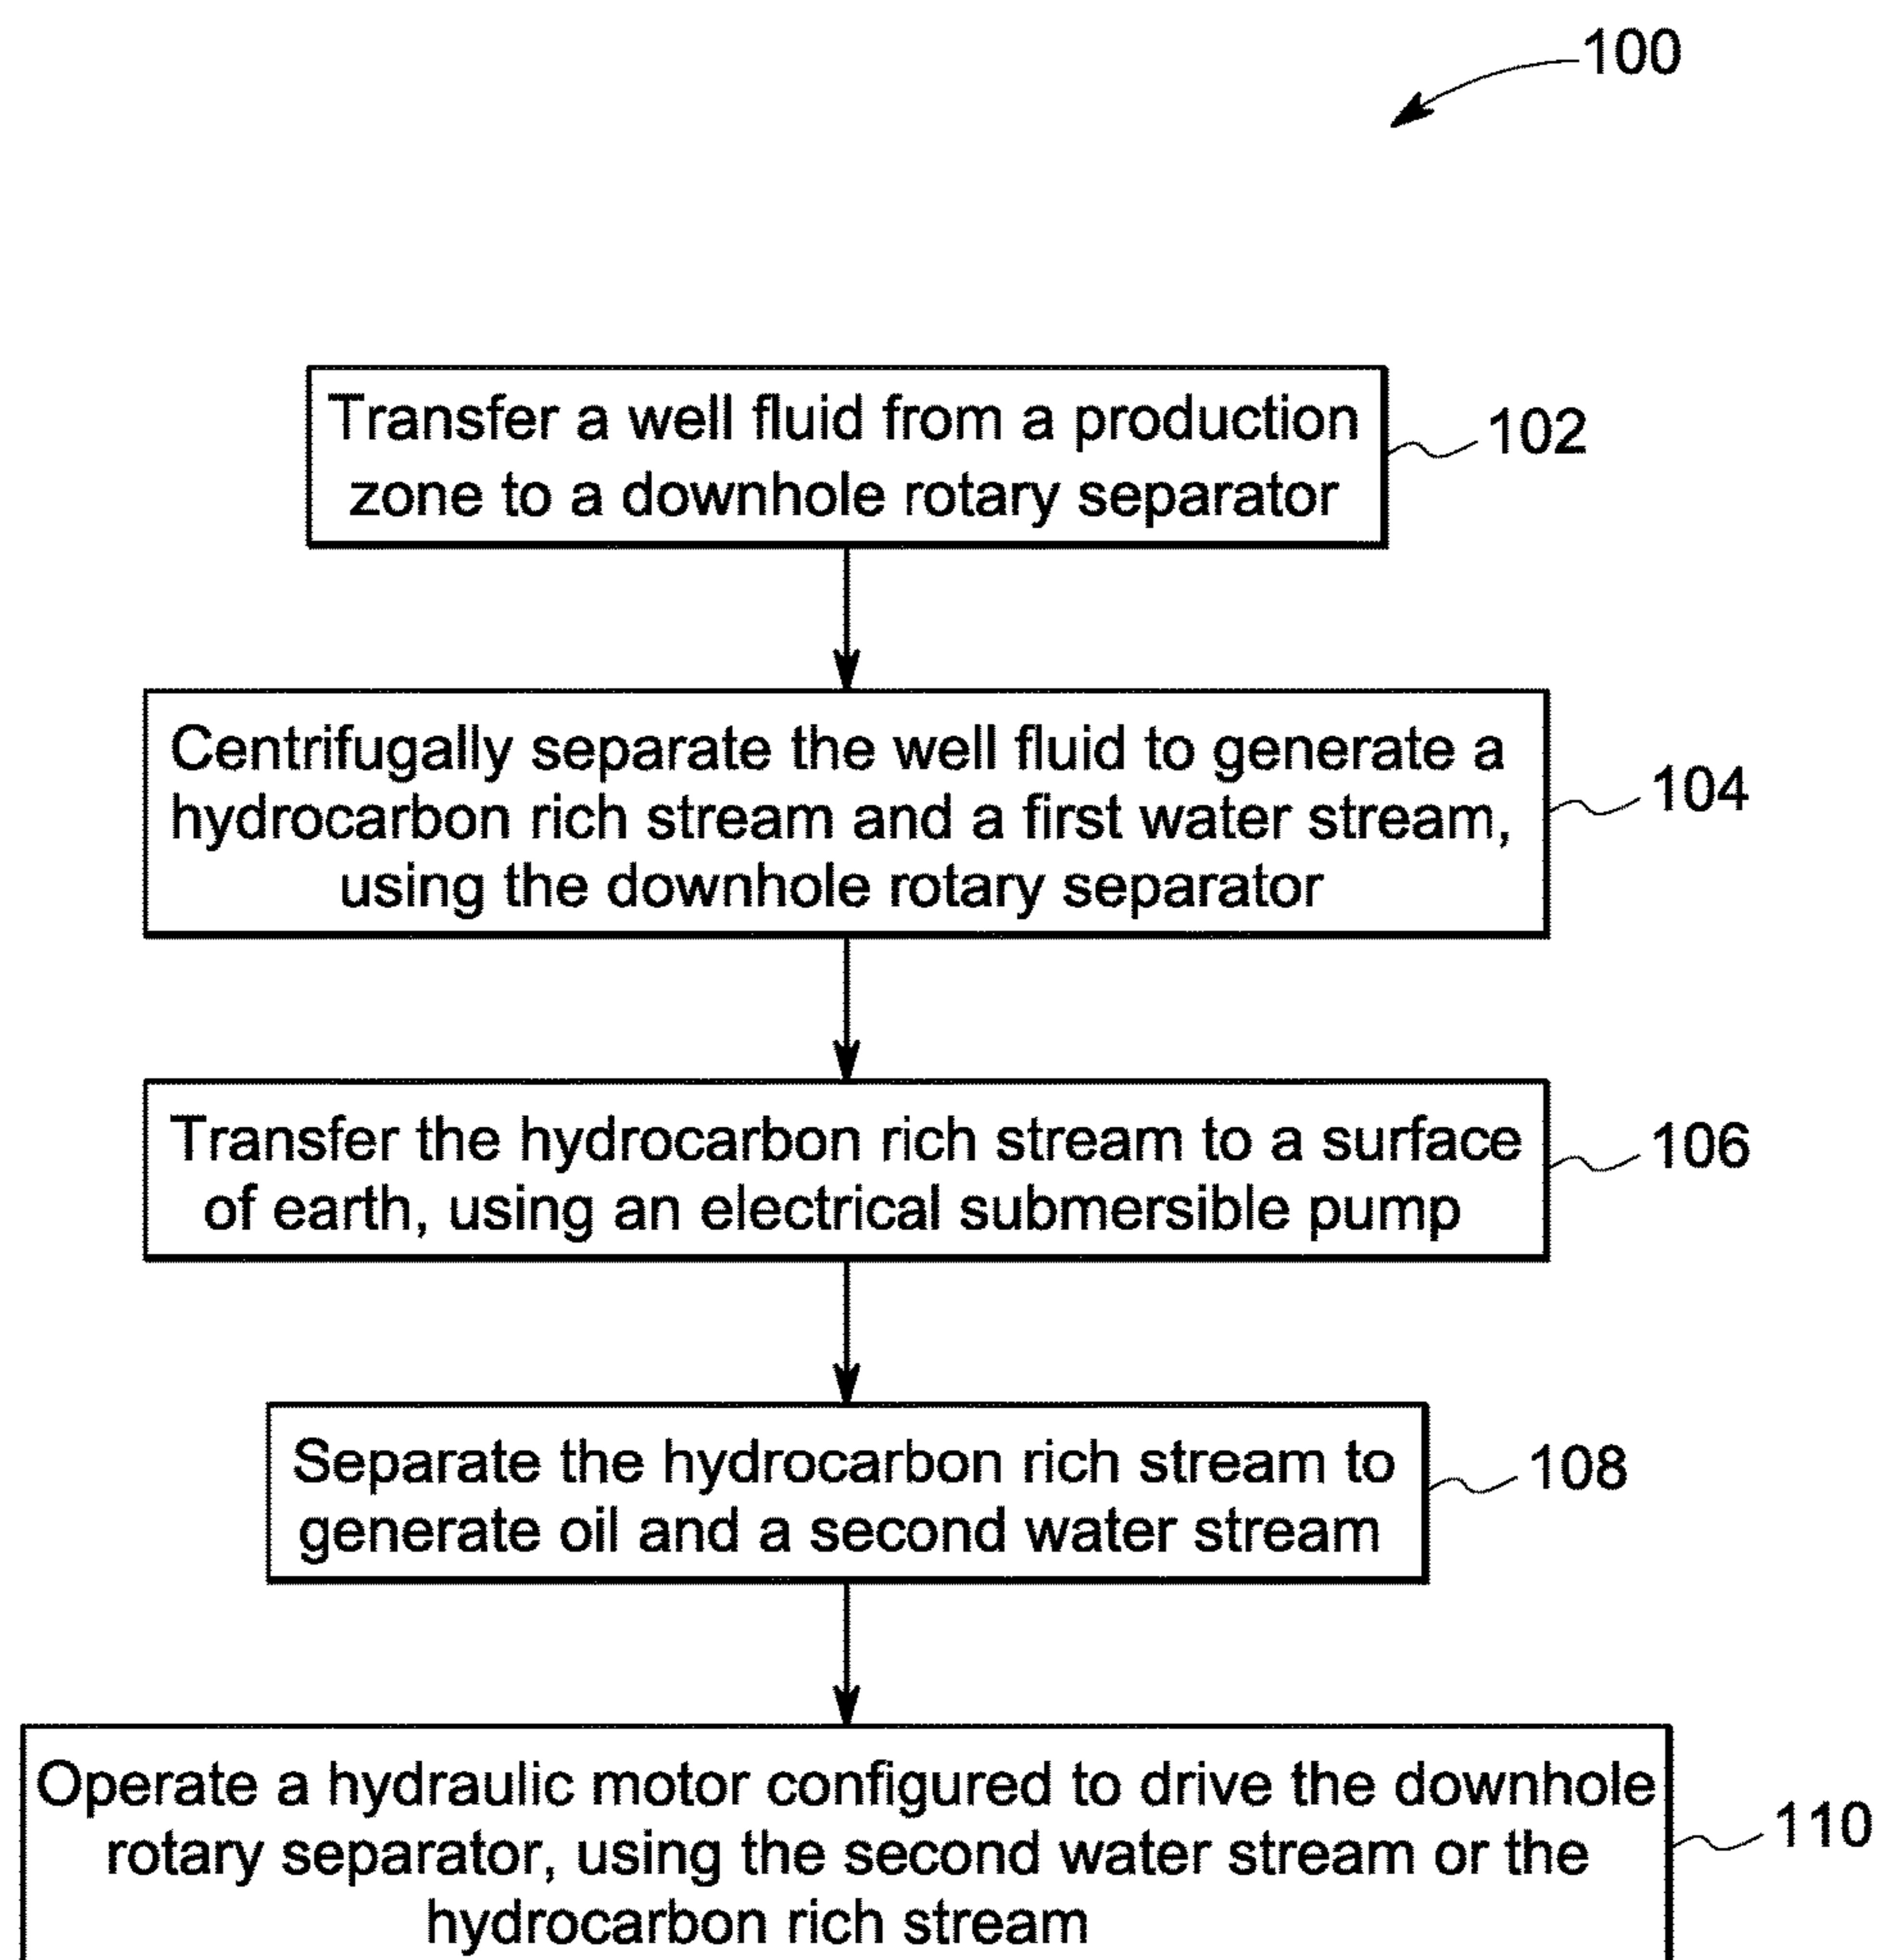 100
Transfer a well fluid from a production
zone to a downhole rotary separator
102
Centrifugally separate the well fluid to generate a
hydrocarbon rich stream and a first water stream,
using the downhole rotary separator
104
Transfer the hydrocarbon rich stream to a surface
of earth, using an electrical submersible pump
106
Separate the hydrocarbon rich stream to
generate oil and a second water stream
108
Operate a hydraulic motor configured to drive the downhole
rotary separator, using the second water stream or the
hydrocarbon rich stream
110